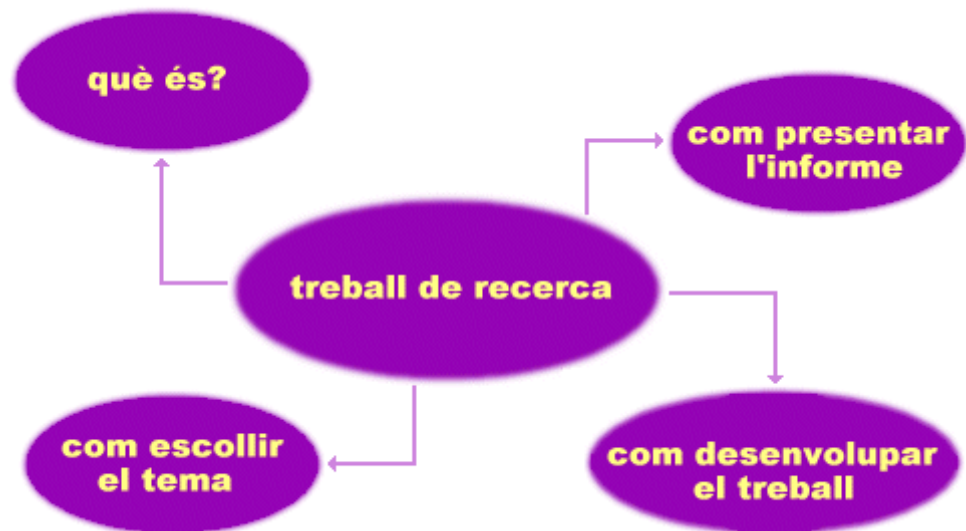 què és?
com presentar
l'informe
treball de recerca
com escollir
el tema
com desenvolupar
el treball